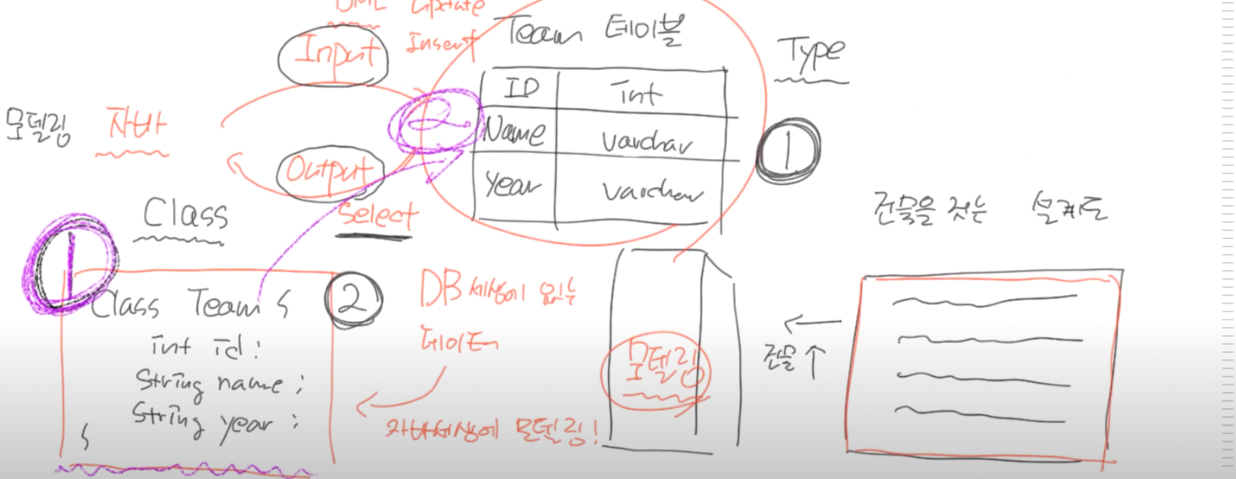 DML Update
Input Insert
Team 테이블
Type
ID int
Name varchar
year varchar
2
1
모델링 자바
Output
Select
Class
1
Class Team {
int id;
String name;
String year;
}
2
DB세상에 있는
데이터
자바세상에 모델링!
모델링
건물을 짓는 설계도
건물↑